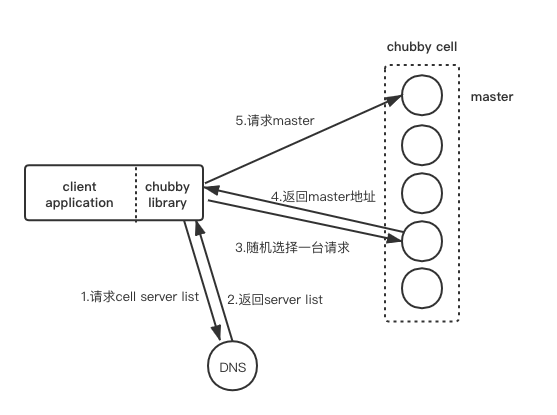 chubby cell
master
5.请求master
client
application
chubby
library
4.返回master地址
3.随机选择一台请求
1.请求cell server list
2.返回server list
DNS